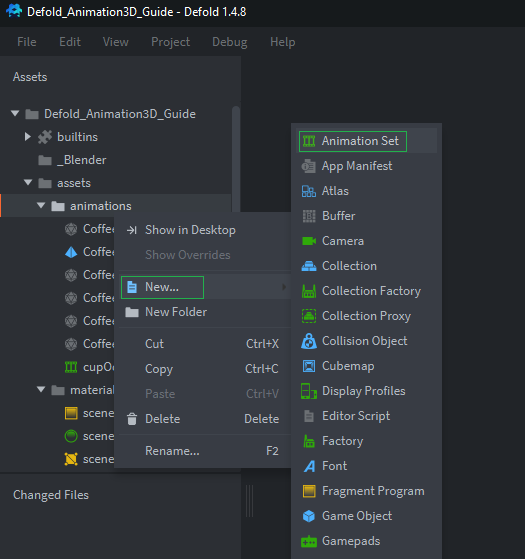 Defold_Animation3D_Guide - Defold 1.4.8
File Edit View Project Debug Help
Assets
Defold_Animation3D_Guide
builtins
_Blender
assets
animations
Coffe
Coffe
Coffe
Coffe
Coffe
Coffe
cupO
material
scene
scene
scene
Changed Files
Show in Desktop
Show Overrides
New...
New Folder
Cut Ctrl+X
Copy Ctrl+C
Paste Ctrl+V
Delete Delete
Rename... F2
Animation Set
App Manifest
Atlas
Buffer
Camera
Collection
Collection Factory
Collection Proxy
Collision Object
Cubemap
Display Profiles
Editor Script
Factory
Font
Fragment Program
Game Object
Gamepads